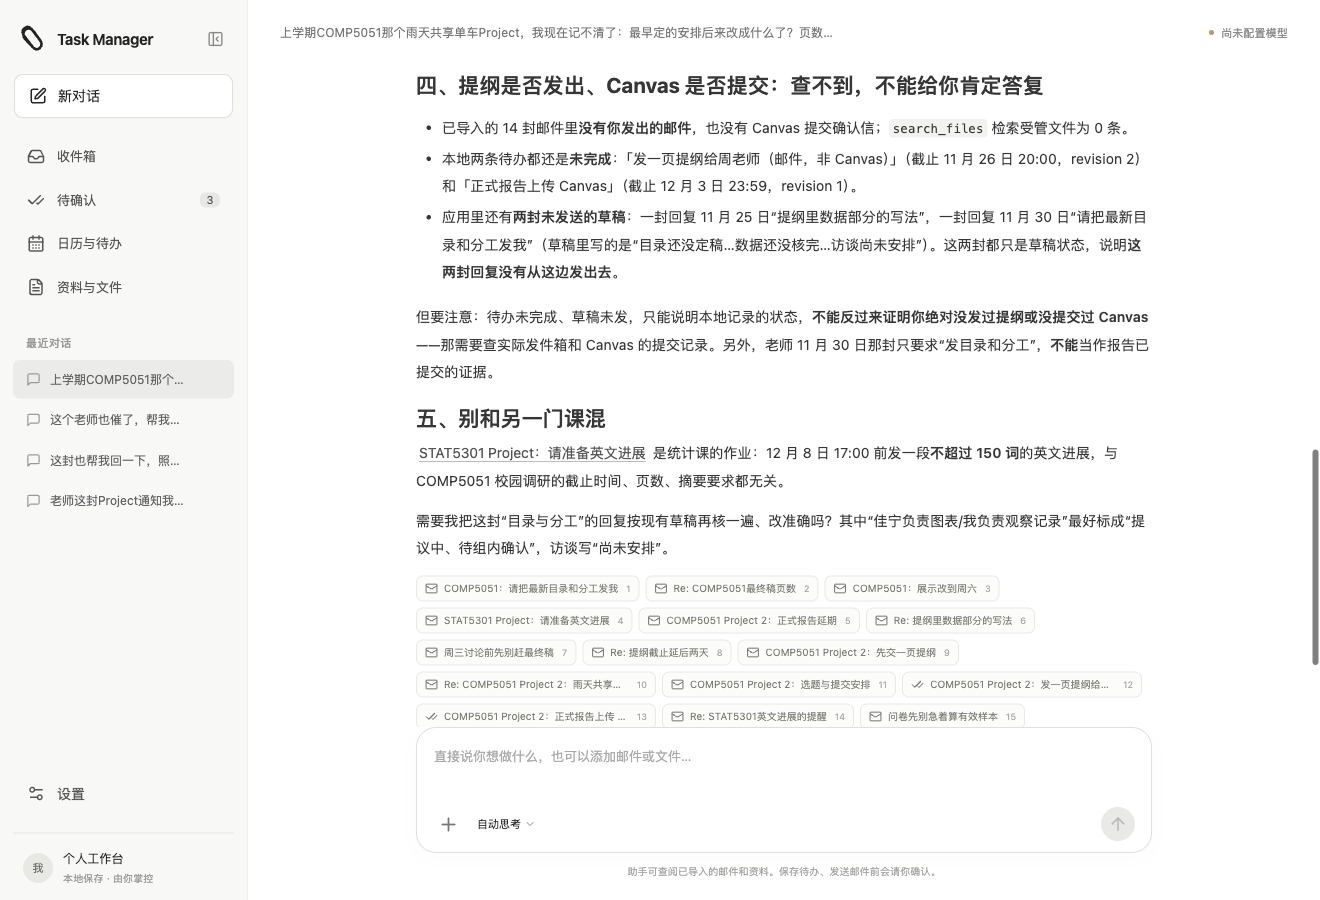 Task Manager
新对话
收件箱
待确认 3
日历与待办
资料与文件
最近对话
上学期COMP5051那个...
这个老师也催了，帮我...
这封也帮我回一下，照...
老师这封Project通知我...
设置
我
个人工作台
本地保存 · 由你掌控
上学期COMP5051那个雨天共享单车Project，我现在记不清了：最早定的安排后来改成什么了？页数...
尚未配置模型
四、提纲是否发出、Canvas 是否提交：查不到，不能给你肯定答复
已导入的 14 封邮件里没有你发出的邮件，也没有 Canvas 提交确认信；search_files 检索受管文件为 0 条。
本地两条待办都还是未完成：「发一页提纲给周老师（邮件，非 Canvas）」（截止 11 月 26 日 20:00，revision 2）
和「正式报告上传 Canvas」（截止 12 月 3 日 23:59，revision 1）。
应用里还有两封未发送的草稿：一封回复 11 月 25 日“提纲里数据部分的写法”，一封回复 11 月 30 日“请把最新目
录和分工发我”（草稿里写的是“目录还没定稿…数据还没核完…访谈尚未安排”）。这两封都只是草稿状态，说明这
两封回复没有从这边发出去。
但要注意：待办未完成、草稿未发，只能说明本地记录的状态，不能反过来证明你绝对没发过提纲或没提交过 Canvas
——那需要查实际发件箱和 Canvas 的提交记录。另外，老师 11 月 30 日那封只要求“发目录和分工”，不能当作报告已
提交的证据。
五、别和另一门课混
STAT5301 Project：请准备英文进展 是统计课的作业：12 月 8 日 17:00 前发一段不超过 150 词的英文进展，与
COMP5051 校园调研的截止时间、页数、摘要要求都无关。
需要我把这封“目录与分工”的回复按现有草稿再核一遍、改准确吗？其中“佳宁负责图表/我负责观察记录”最好标成“提
议中、待组内确认”，访谈写“尚未安排”。
COMP5051：请把最新目录和分工发我 1 Re: COMP5051最终稿页数 2 COMP5051：展示改到周六 3
STAT5301 Project：请准备英文进展 4 COMP5051 Project 2：正式报告延期 5 Re: 提纲里数据部分的写法 6
周三讨论前先别赶最终稿 7 Re: 提纲截止延后两天 8 COMP5051 Project 2：先交一页提纲 9
Re: COMP5051 Project 2：雨天共享... 10 COMP5051 Project 2：选题与提交安排 11 COMP5051 Project 2：发一页提纲给... 12
COMP5051 Project 2：正式报告上传 ... 13 Re: STAT5301英文进展的提醒 14 问卷先别急着算有效样本 15
直接说你想做什么，也可以添加邮件或文件...
自动思考
助手可查阅已导入的邮件和资料。保存待办、发送邮件前会请你确认。